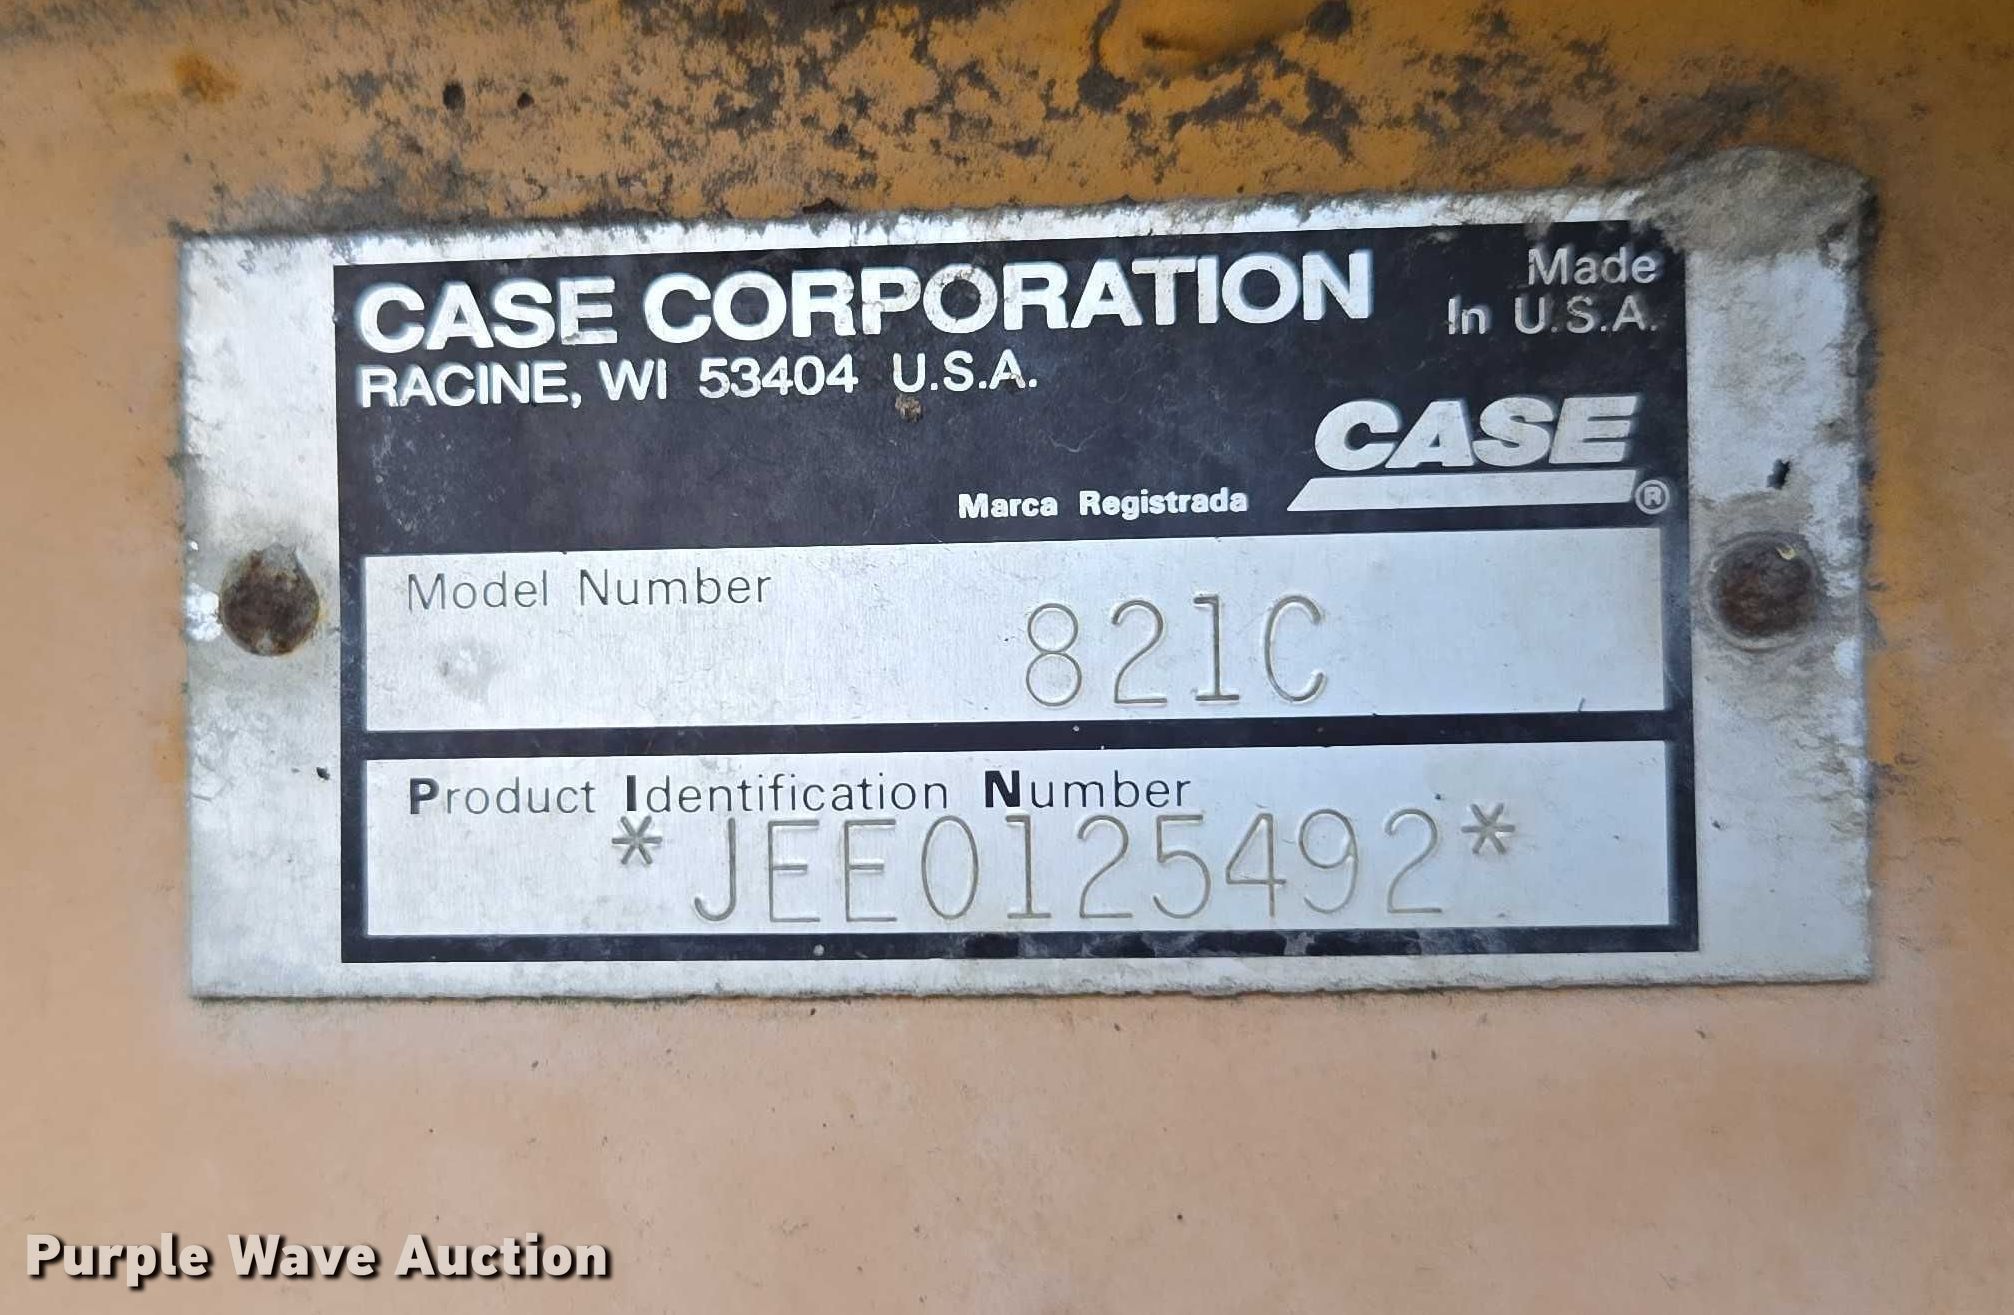 CASE CORPORATION
Made
In U.S.A.
RACINE, WI 53404 U.S.A.
CASE
Marca Registrada ®
Model Number
821C
Product Identification Number
*JEE0125492*
Purple Wave Auction